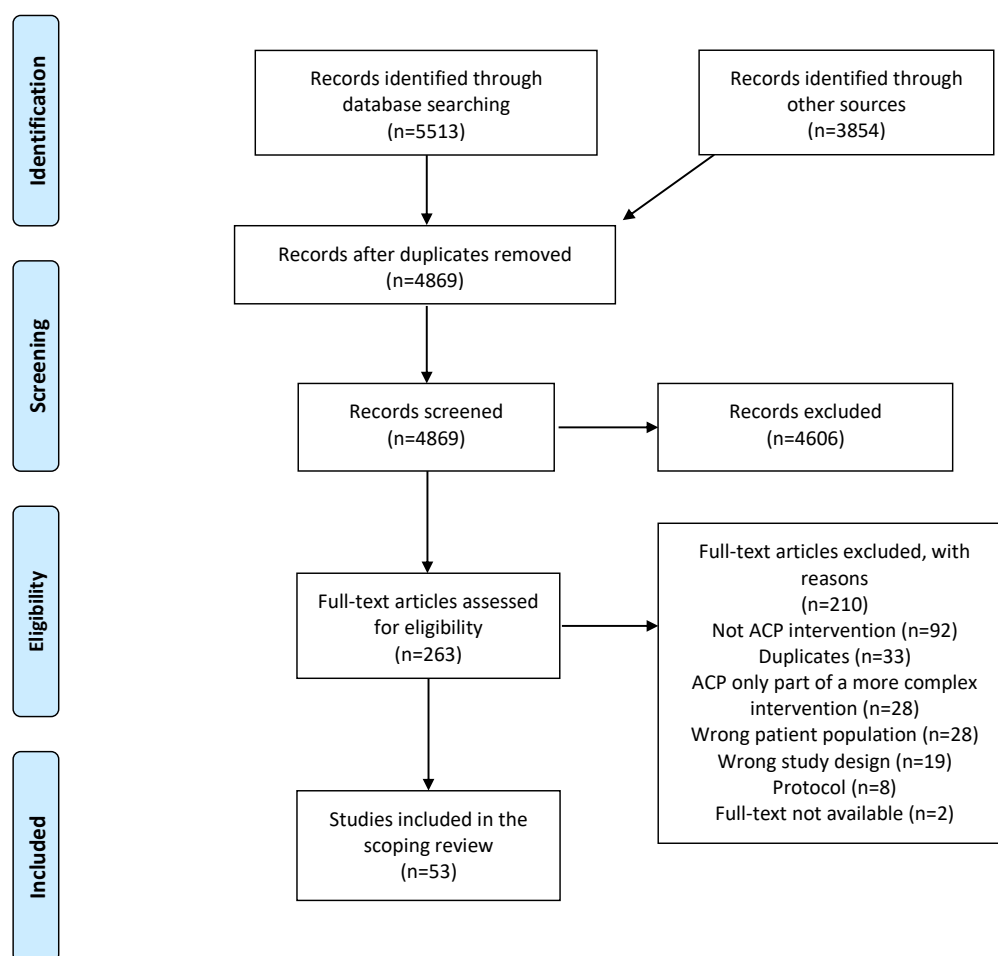 Identification
Records identified through
database searching
(n=5513)
Records identified through
other sources
(n=3854)
Records after duplicates removed
(n=4869)
Screening
Records screened
(n=4869)
Records excluded
(n=4606)
Eligibility
Full-text articles assessed
for eligibility
(n=263)
Full-text articles excluded, with
reasons
(n=210)
Not ACP intervention (n=92)
Duplicates (n=33)
ACP only part of a more complex
intervention (n=28)
Wrong patient population (n=28)
Wrong study design (n=19)
Protocol (n=8)
Full-text not available (n=2)
Included
Studies included in the
scoping review
(n=53)